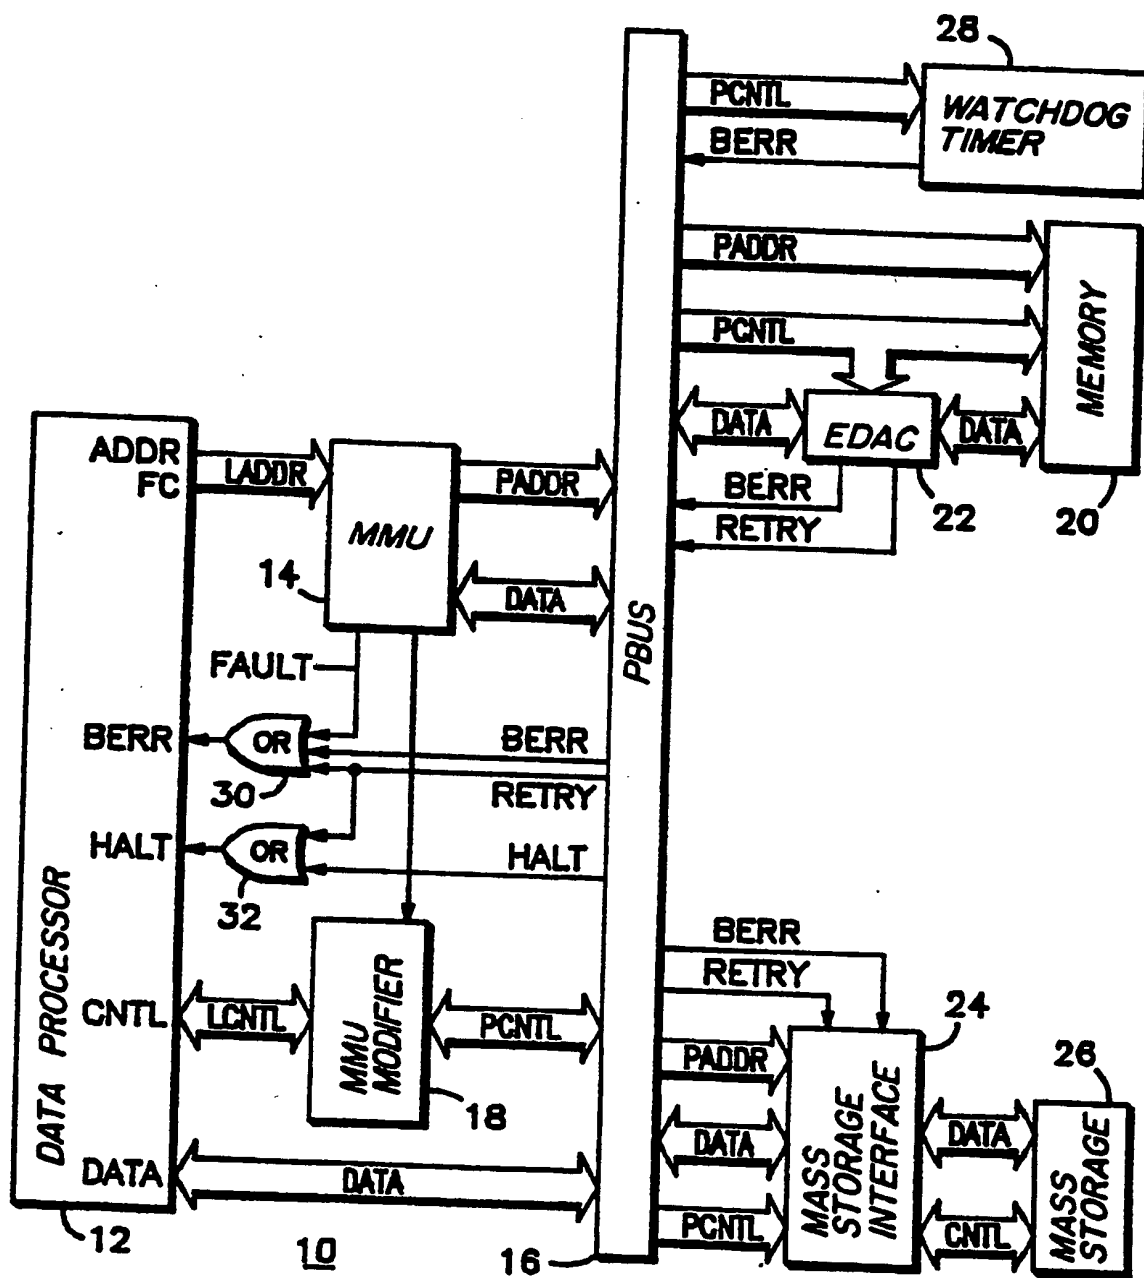 28
PCNTL
WATCHDOG
TIMER
BERR
PADDR
PCNTL
MEMORY
DATA
EDAC
DATA
BERR
22
20
RETRY
ADDR
FC
LADDR
MMU
PADDR
14
DATA
PBUS
FAULT
BERR
OR
BERR
30
RETRY
HALT
OR
HALT
32
DATA PROCESSOR
BERR
RETRY
24
CNTL
LCNTL
MMU
MODIFIER
PCNTL
18
PADDR
MASS
STORAGE
INTERFACE
26
DATA
DATA
MASS
STORAGE
DATA
DATA
PCNTL
CNTL
12
10
16